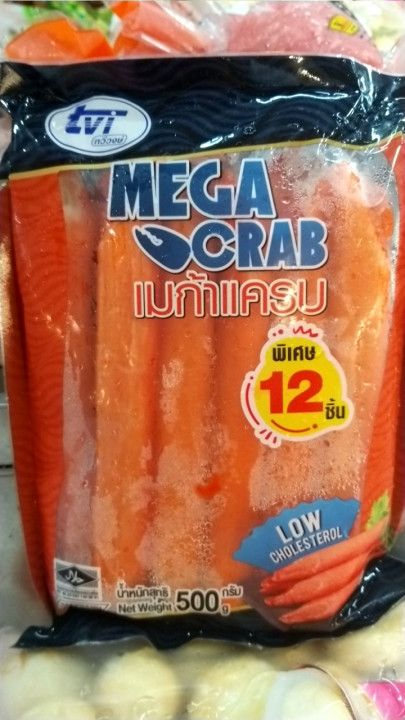 tvi
ทวีวงษ์
MEGA
CRAB
เมก้าแครบ
พิเศษ
12
ชิ้น
LOW
CHOLESTEROL
น้ำหนักสุทธิ
Net Weight 500 กรัม
g